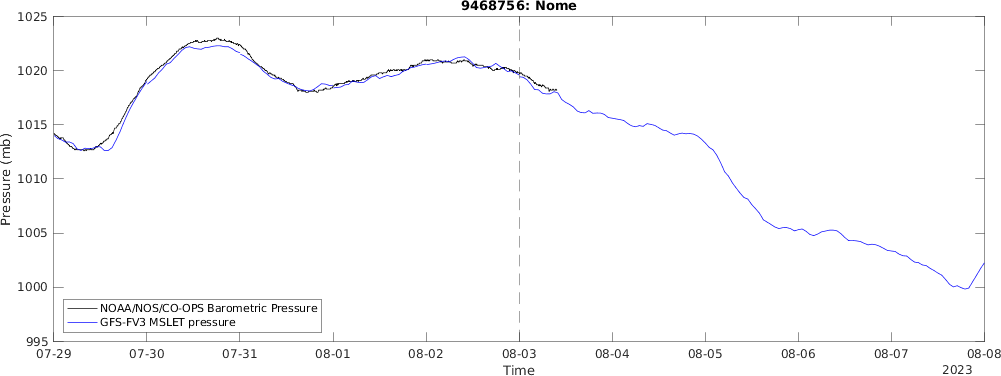 9468756: Nome
1025
1020
1015
1010
1005
1000
995
Pressure (mb)
NOAA/NOS/CO-OPS Barometric Pressure
GFS-FV3 MSLET pressure
07-29 07-30 07-31 08-01 08-02 08-03 08-04 08-05 08-06 08-07 08-08
Time
2023